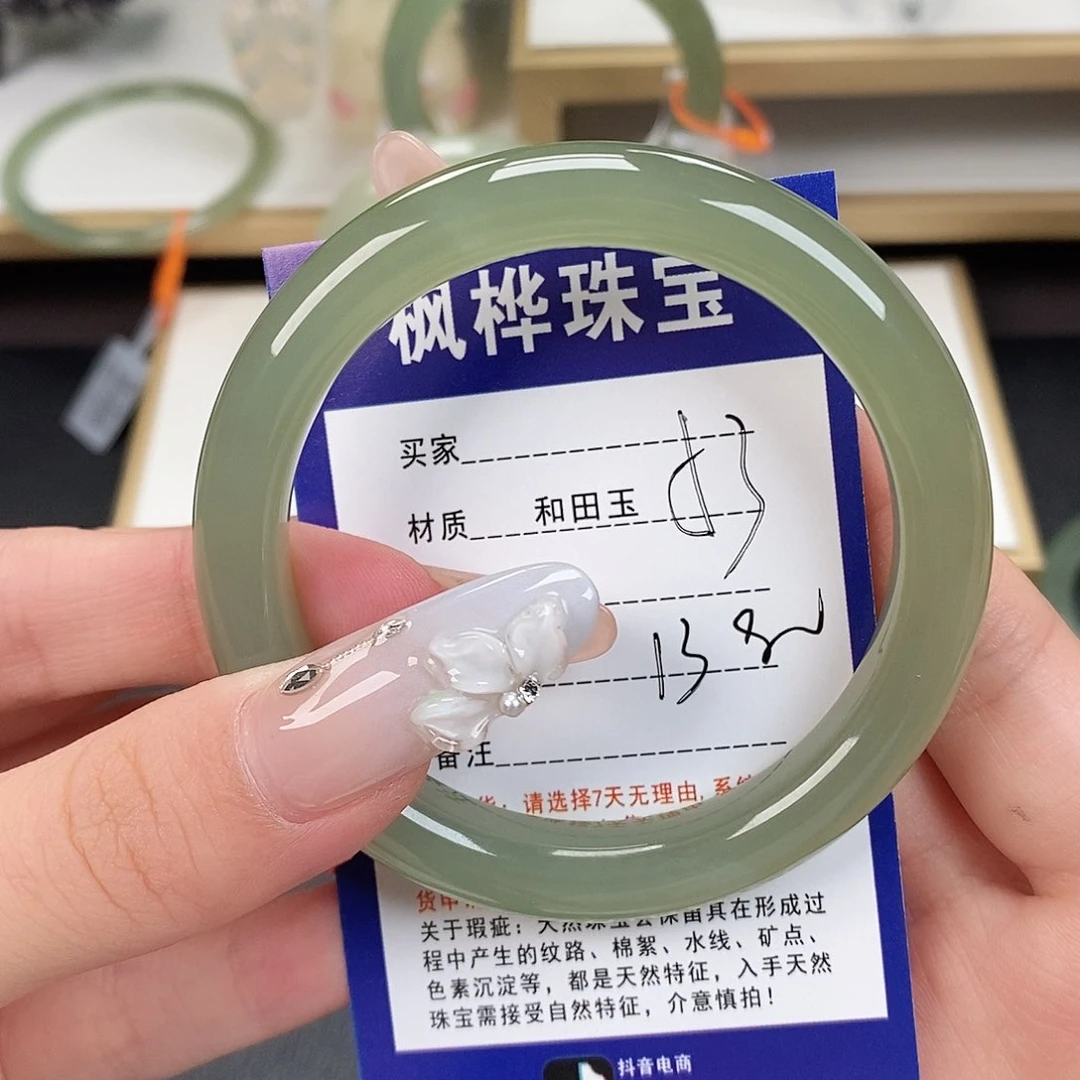 枫桦珠宝
买家
材质 和田玉
备注
请选择7天无理由,
关于瑕疵:天然珠宝会保留其在形成过
程中产生的纹路、棉絮、水线、矿点、
色素沉淀等,都是天然特征,入手天然
珠宝需接受自然特征,介意慎拍!
抖音电商